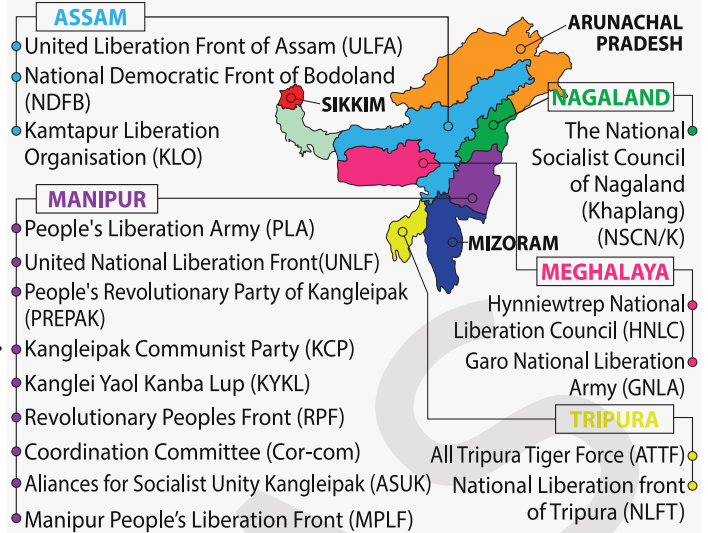 ASSAM
United Liberation Front of Assam (ULFA)
National Democratic Front of Bodoland
(NDFB)
Kamtapur Liberation
Organisation (KLO)
ARUNACHAL
PRADESH
SIKKIM
NAGALAND
The National
Socialist Council
of Nagaland
(Khaplang)
(NSCN/K)
MANIPUR
People's Liberation Army (PLA)
United National Liberation Front(UNLF)
People's Revolutionary Party of Kangleipak
(PREPAK)
Kangleipak Communist Party (KCP)
Kanglei Yaol Kanba Lup (KYKL)
Revolutionary Peoples Front (RPF)
Coordination Committee (Cor-com)
Aliances for Socialist Unity Kangleipak (ASUK)
Manipur People’s Liberation Front (MPLF)
MIZORAM
MEGHALAYA
Hynniewtrep National
Liberation Council (HNLC)
Garo National Liberation
Army (GNLA)
TRIPURA
All Tripura Tiger Force (ATTF)
National Liberation front
of Tripura (NLFT)